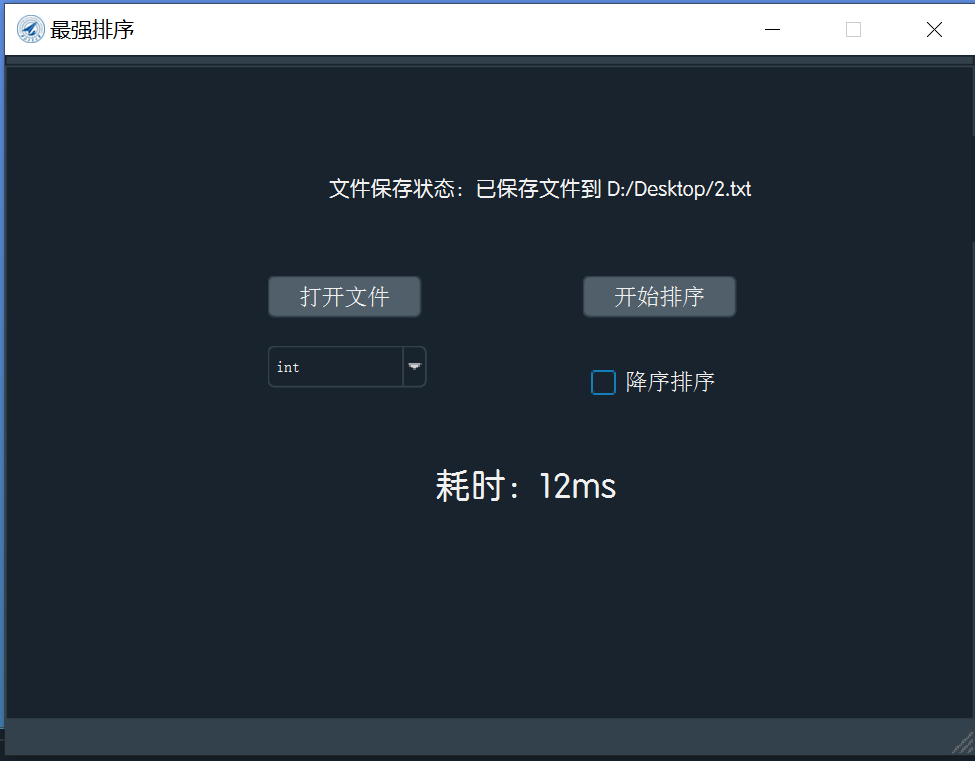 最强排序
文件保存状态：已保存文件到 D:/Desktop/2.txt
打开文件
开始排序
int
降序排序
耗时：12ms